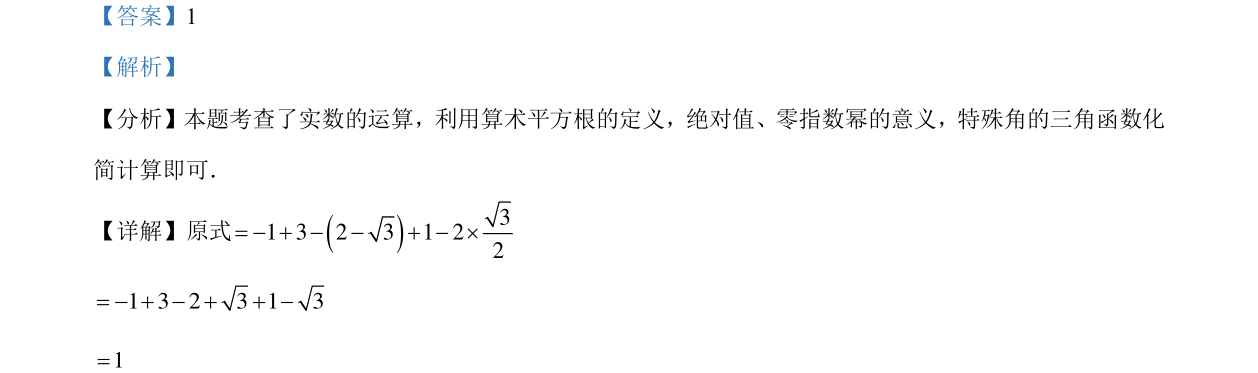 【答案】1
【解析】
【分析】本题考查了实数的运算，利用算术平方根的定义，绝对值、零指数幂的意义，特殊角的三角函数化
简计算即可．
【详解】原式=−1+3−(2−√3)+1−2×√3/2
=−1+3−2+√3+1−√3
=1